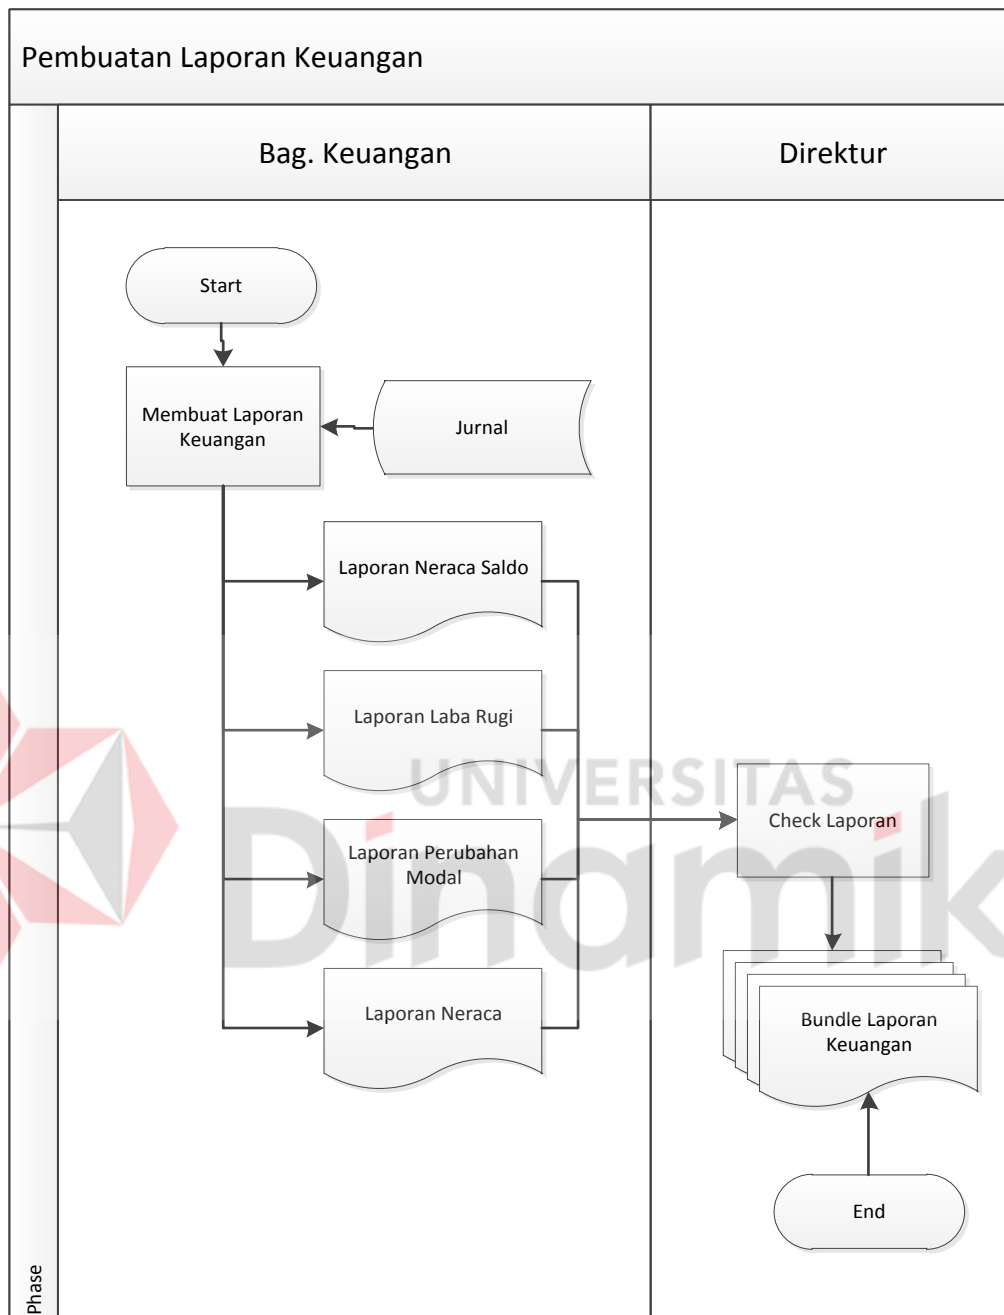 Pembuatan Laporan Keuangan
Bag. Keuangan
Direktur
Start
Membuat Laporan
Keuangan
Jurnal
Laporan Neraca Saldo
Laporan Laba Rugi
UNIVERSITAS
Dinamik
Check Laporan
Laporan Perubahan
Modal
Laporan Neraca
Bundle Laporan
Keuangan
End
Phase